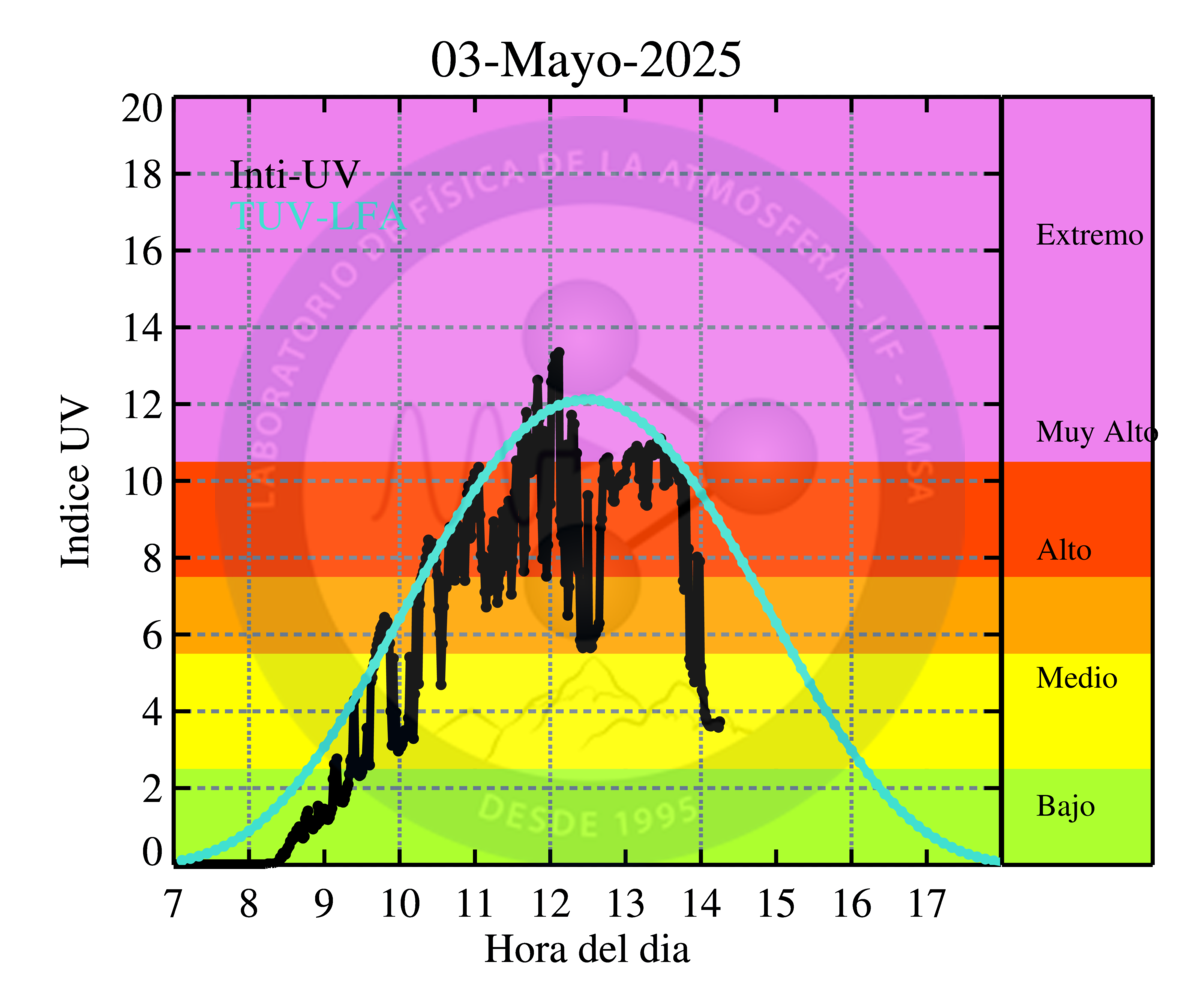 03-Mayo-2025
20
18
16
14
12
10
8
6
4
2
0
Indice UV
Inti-UV
TUV-LFA
LABORATORIO DE FÍSICA DE LA ATMÓSFERA - IIF - UMSA
DESDE 1995
Extremo
Muy Alto
Alto
Medio
Bajo
7 8 9 10 11 12 13 14 15 16 17
Hora del dia